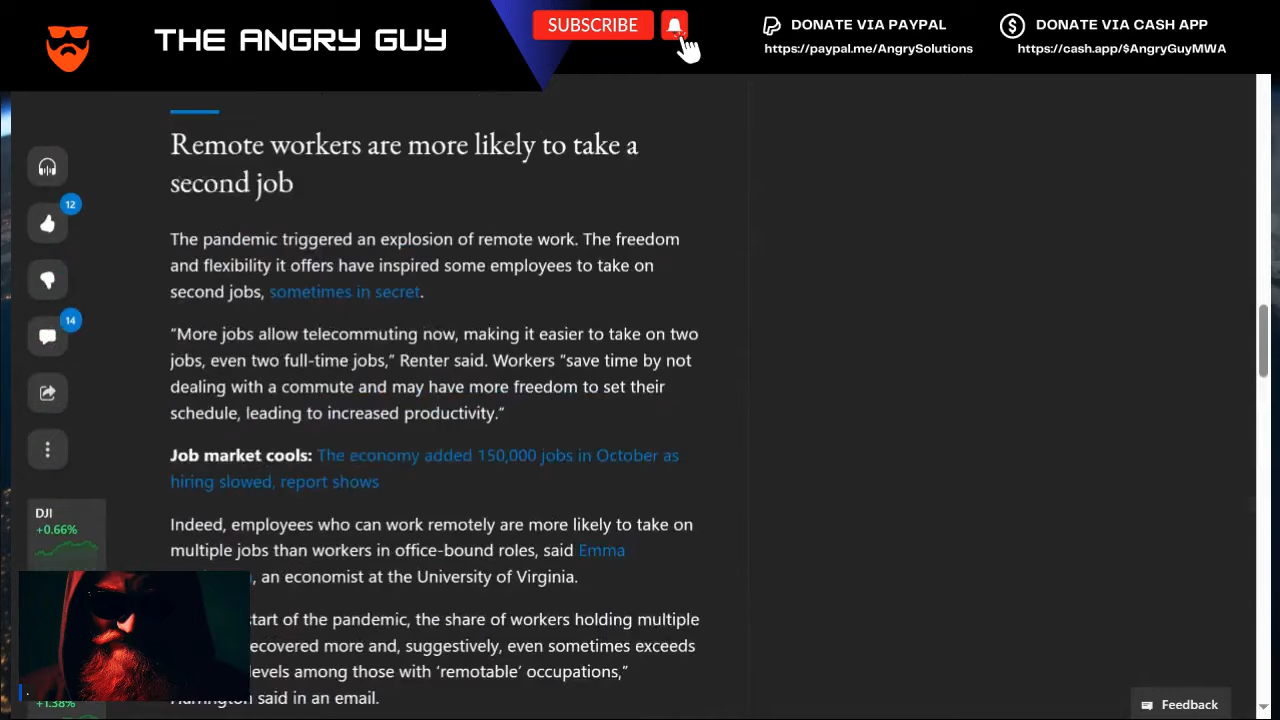 THE ANGRY GUY
SUBSCRIBE
DONATE VIA PAYPAL
https://paypal.me/AngrySolutions
DONATE VIA CASH APP
https://cash.app/$AngryGuyMWA
Remote workers are more likely to take a
second job
The pandemic triggered an explosion of remote work. The freedom
and flexibility it offers have inspired some employees to take on
second jobs, sometimes in secret.
“More jobs allow telecommuting now, making it easier to take on two
jobs, even two full-time jobs,” Renter said. Workers “save time by not
dealing with a commute and may have more freedom to set their
schedule, leading to increased productivity.”
Job market cools: The economy added 150,000 jobs in October as
hiring slowed, report shows
Indeed, employees who can work remotely are more likely to take on
multiple jobs than workers in office-bound roles, said Emma
, an economist at the University of Virginia.
start of the pandemic, the share of workers holding multiple
recovered more and, suggestively, even sometimes exceeds
levels among those with ‘remotable’ occupations,”
Harrington said in an email.
12
14
DJI
+0.66%
+1.38%
Feedback